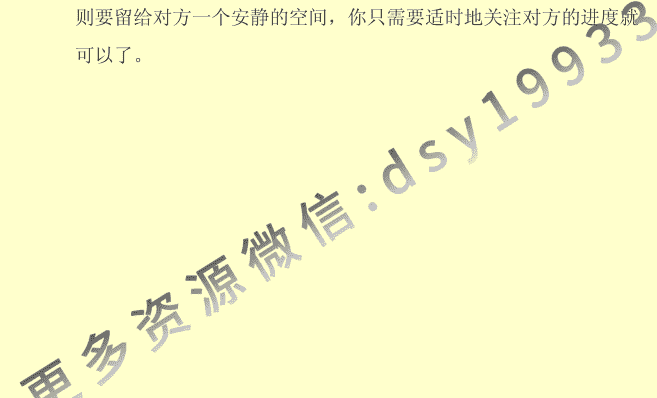 则要留给对方一个安静的空间，你只需要适时地关注对方的进度就
可以了。
更多资源微信:dsy19933